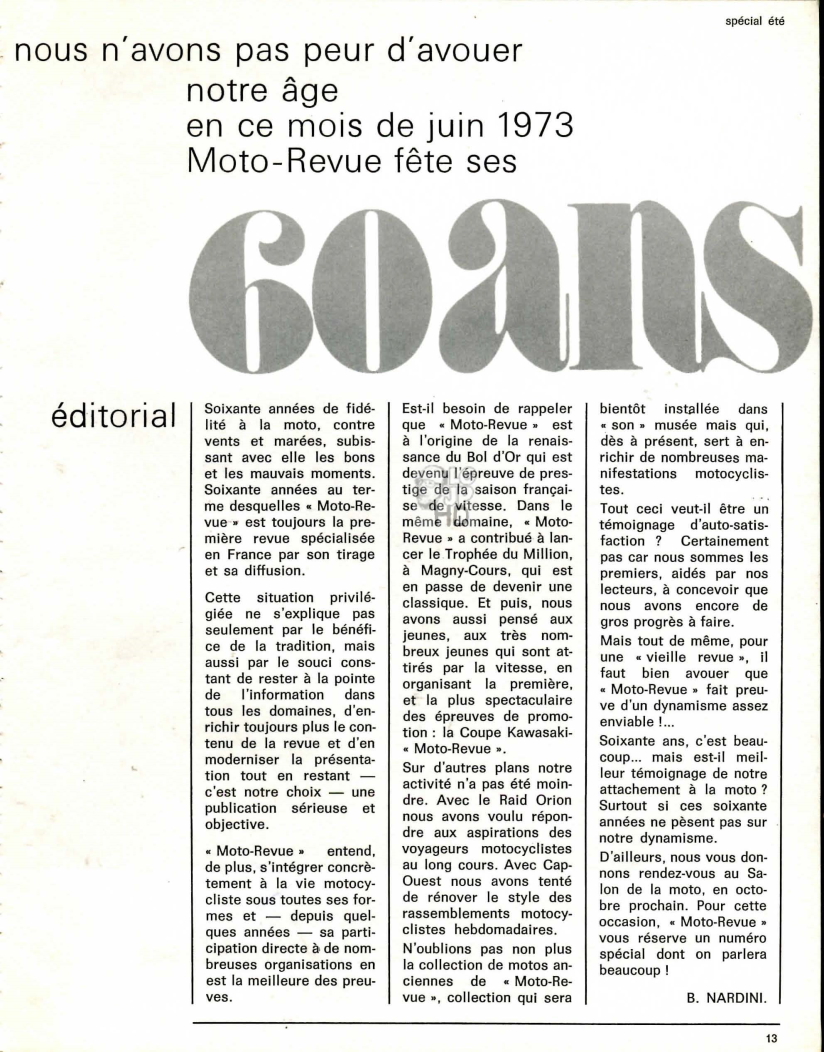 spécial été
nous n'avons pas peur d'avouer
notre âge
en ce mois de juin 1973
Moto-Revue fête ses
60ans
éditorial
Soixante années de fidé-
lité à la moto, contre
vents et marées, subis-
sant avec elle les bons
et les mauvais moments.
Soixante années au ter-
me desquelles « Moto-Re-
vue » est toujours la pre-
mière revue spécialisée
en France par son tirage
et sa diffusion.
Cette situation privilé-
giée ne s'explique pas
seulement par le bénéfi-
ce de la tradition, mais
aussi par le souci cons-
tant de rester à la pointe
de l'information dans
tous les domaines, d'en-
richir toujours plus le con-
tenu de la revue et d'en
moderniser la présenta-
tion tout en restant —
c'est notre choix — une
publication sérieuse et
objective.
« Moto-Revue » entend,
de plus, s'intégrer concrè-
tement à la vie motocy-
cliste sous toutes ses for-
mes et — depuis quel-
ques années — sa parti-
cipation directe à de nom-
breuses organisations en
est la meilleure des preu-
ves.
Est-il besoin de rappeler
que « Moto-Revue » est
à l'origine de la renais-
sance du Bol d'Or qui est
devenu l'épreuve de pres-
tige de la saison françai-
se de vitesse. Dans le
même domaine, « Moto-
Revue » a contribué à lan-
cer le Trophée du Million,
à Magny-Cours, qui est
en passe de devenir une
classique. Et puis, nous
avons aussi pensé aux
jeunes, aux très nom-
breux jeunes qui sont at-
tirés par la vitesse, en
organisant la première,
et la plus spectaculaire
des épreuves de promo-
tion : la Coupe Kawasaki-
« Moto-Revue ».
Sur d'autres plans notre
activité n'a pas été moin-
dre. Avec le Raid Orion
nous avons voulu répon-
dre aux aspirations des
voyageurs motocyclistes
au long cours. Avec Cap-
Ouest nous avons tenté
de rénover le style des
rassemblements motocy-
clistes hebdomadaires.
N'oublions pas non plus
la collection de motos an-
ciennes de « Moto-Re-
vue », collection qui sera
bientôt installée dans
« son » musée mais qui,
dès à présent, sert à en-
richir de nombreuses ma-
nifestations motocyclis-
tes.
Tout ceci veut-il être un
témoignage d'auto-satis-
faction ? Certainement
pas car nous sommes les
premiers, aidés par nos
lecteurs, à concevoir que
nous avons encore de
gros progrès à faire.
Mais tout de même, pour
une « vieille revue », il
faut bien avouer que
« Moto-Revue » fait preu-
ve d'un dynamisme assez
enviable !...
Soixante ans, c'est beau-
coup... mais est-il meil-
leur témoignage de notre
attachement à la moto ?
Surtout si ces soixante
années ne pèsent pas sur
notre dynamisme.
D'ailleurs, nous vous don-
nons rendez-vous au Sa-
lon de la moto, en octo-
bre prochain. Pour cette
occasion, « Moto-Revue »
vous réserve un numéro
spécial dont on parlera
beaucoup !
B. NARDINI.
13